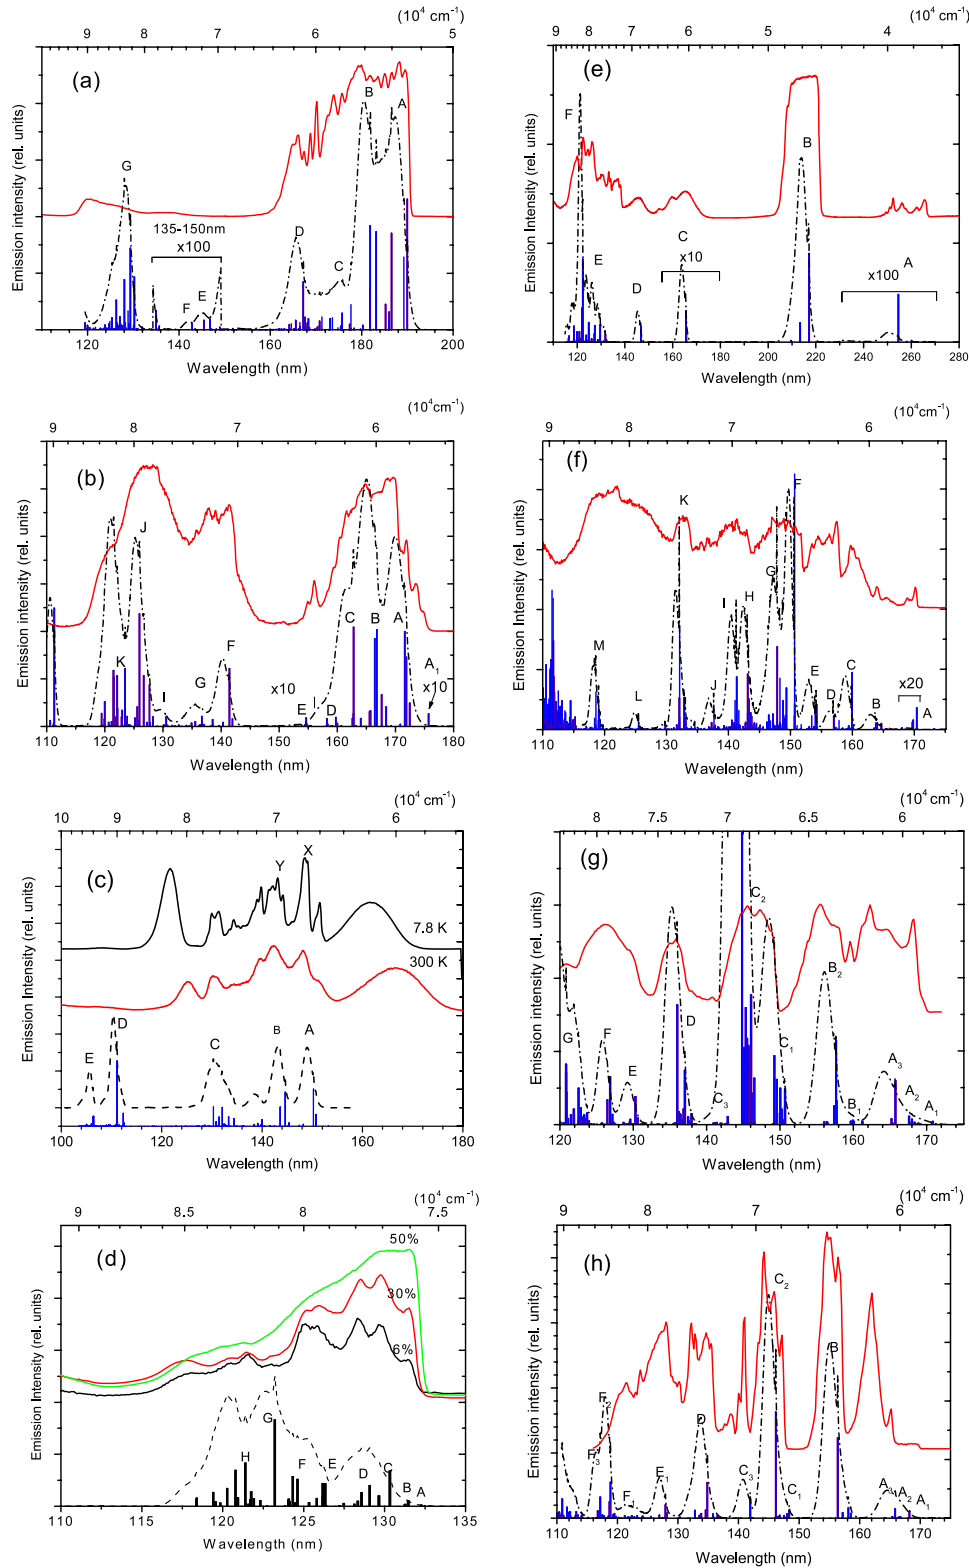 (10⁴ cm⁻¹)
9 8 7 6 5
(a)
G
135-150nm
x100
F E
D
C
B
A
Emission intensity (rel. units)
120 140 160 180 200
Wavelength (nm)
(10⁴ cm⁻¹)
9 8 7 6 5 4 3
(e)
F
E
D
C
x10
B
A
x100
Emission Intensity (rel. units)
120 140 160 180 200 220 240 260 280
Wavelength (nm)
(10⁴cm⁻¹)
9 8 7 6
(b)
J
K
I
G
F
x10
E
D
C
B
A
A₁
x10
Emission intensity (rel. units)
110 120 130 140 150 160 170 180
Wavelength (nm)
(10⁴cm⁻¹)
9 8 7 6
(f)
M
L
K
J
I
H
G
F
E
D
C
B
x20
A
Emission intensity (rel. units)
110 120 130 140 150 160 170
Wavelength (nm)
(10⁴ cm⁻¹)
10 9 8 7 6
(c)
Y
X
7.8 K
300 K
E
D
C
B
A
Emission Intensity (rel. units)
100 120 140 160 180
Wavelength (nm)
(10⁴ cm⁻¹)
8 7.5 7 6.5 6
(g)
G
F
E
D
C₃
C₂
C₁
B₂
B₁
A₃
A₂
A₁
Emission intensity (rel. units)
120 130 140 150 160 170
Wavelength (nm)
(10⁴ cm⁻¹)
9 8.5 8 7.5
(d)
50%
30%
6%
H
G
F
E
D
C
B
A
Emission Intensity (rel. units)
110 115 120 125 130 135
Wavelength (nm)
(10⁴ cm⁻¹)
9 8 7 6
(h)
F₃
F₂
F
E₁
D
C₃
C₂
C₁
B
A₃
A₂
A₁
Emission intensity (rel. units)
110 120 130 140 150 160 170
Wavelength (nm)